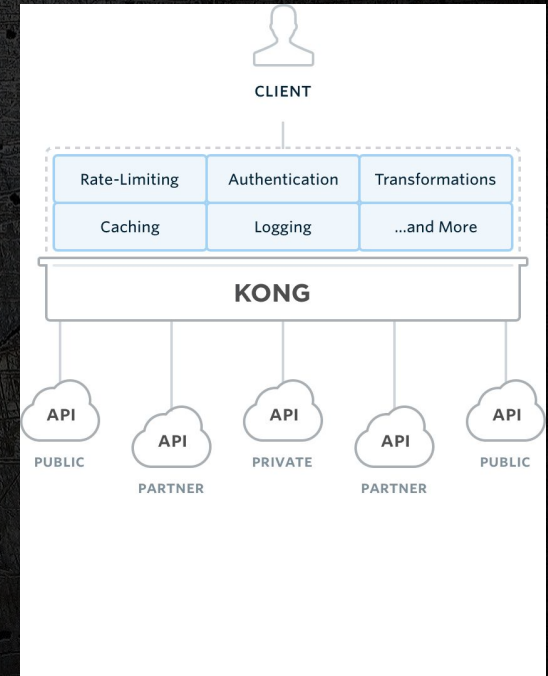 CLIENT
Rate-Limiting Authentication Transformations
Caching Logging ...and More
KONG
API API API API API
PUBLIC PARTNER PRIVATE PARTNER PUBLIC